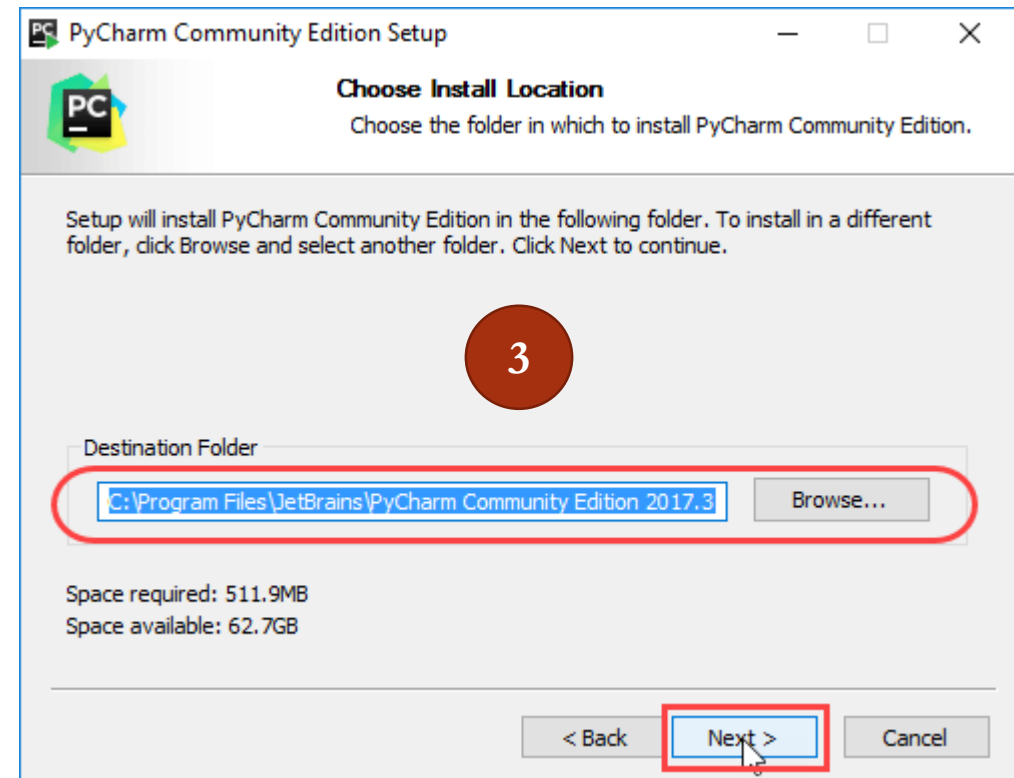 PyCharm Community Edition Setup
Choose Install Location
Choose the folder in which to install PyCharm Community Edition.
PC
Setup will install PyCharm Community Edition in the following folder. To install in a different
folder, click Browse and select another folder. Click Next to continue.
3
Destination Folder
C:\Program Files\JetBrains\PyCharm Community Edition 2017.3
Browse...
Space required: 511.9MB
Space available: 62.7GB
< Back
Next >
Cancel